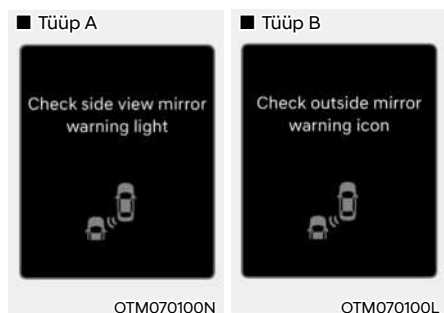 ■ Tüüp A
Check side view mirror
warning light
OTM070100N
■ Tüüp B
Check outside mirror
warning icon
OTM070100L